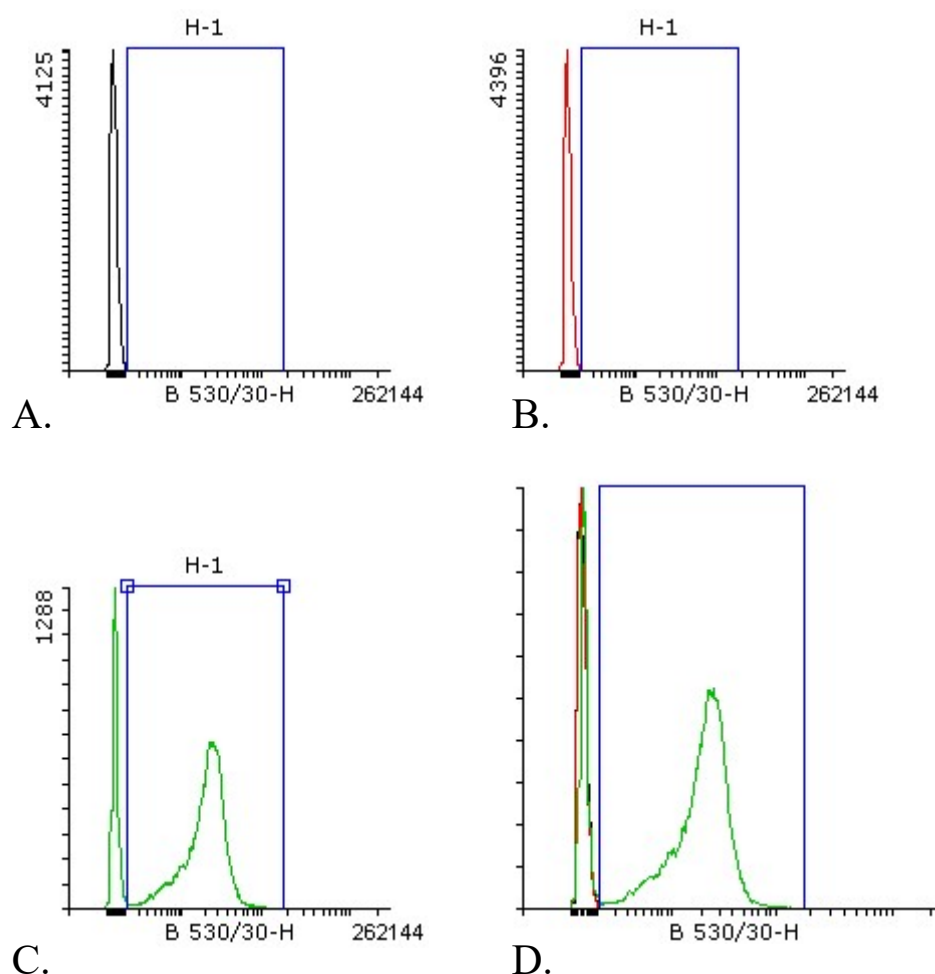 H-1
4125
B 530/30-H 262144
A.
H-1
4396
B 530/30-H 262144
B.
H-1
1288
B 530/30-H 262144
C.
B 530/30-H
D.